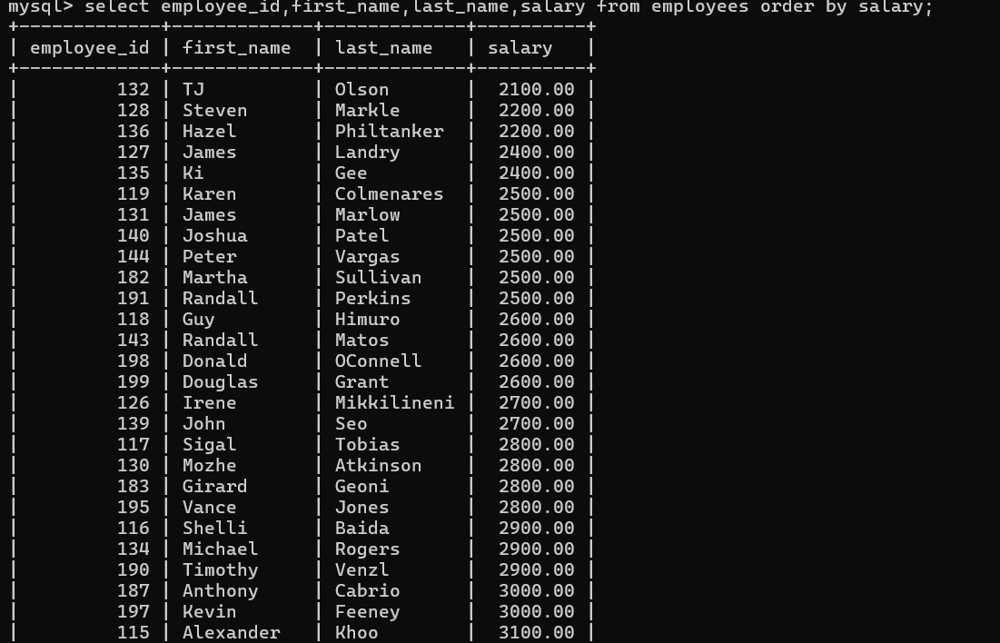 mysql> select employee_id,first_name,last_name,salary from employees order by salary;
+-------------+-------------+-------------+----------+
| employee_id | first_name  | last_name   | salary   |
+-------------+-------------+-------------+----------+
|         132 | TJ          | Olson       |  2100.00 |
|         128 | Steven      | Markle      |  2200.00 |
|         136 | Hazel       | Philtanker  |  2200.00 |
|         127 | James       | Landry      |  2400.00 |
|         135 | Ki          | Gee         |  2400.00 |
|         119 | Karen       | Colmenares  |  2500.00 |
|         131 | James       | Marlow      |  2500.00 |
|         140 | Joshua      | Patel       |  2500.00 |
|         144 | Peter       | Vargas      |  2500.00 |
|         182 | Martha      | Sullivan    |  2500.00 |
|         191 | Randall     | Perkins     |  2500.00 |
|         118 | Guy         | Himuro      |  2600.00 |
|         143 | Randall     | Matos       |  2600.00 |
|         198 | Donald      | OConnell    |  2600.00 |
|         199 | Douglas     | Grant       |  2600.00 |
|         126 | Irene       | Mikkilineni |  2700.00 |
|         139 | John        | Seo         |  2700.00 |
|         117 | Sigal       | Tobias      |  2800.00 |
|         130 | Mozhe       | Atkinson    |  2800.00 |
|         183 | Girard      | Geoni       |  2800.00 |
|         195 | Vance       | Jones       |  2800.00 |
|         116 | Shelli      | Baida       |  2900.00 |
|         134 | Michael     | Rogers      |  2900.00 |
|         190 | Timothy     | Venzl       |  2900.00 |
|         187 | Anthony     | Cabrio      |  3000.00 |
|         197 | Kevin       | Feeney      |  3000.00 |
|         115 | Alexander   | Khoo        |  3100.00 |